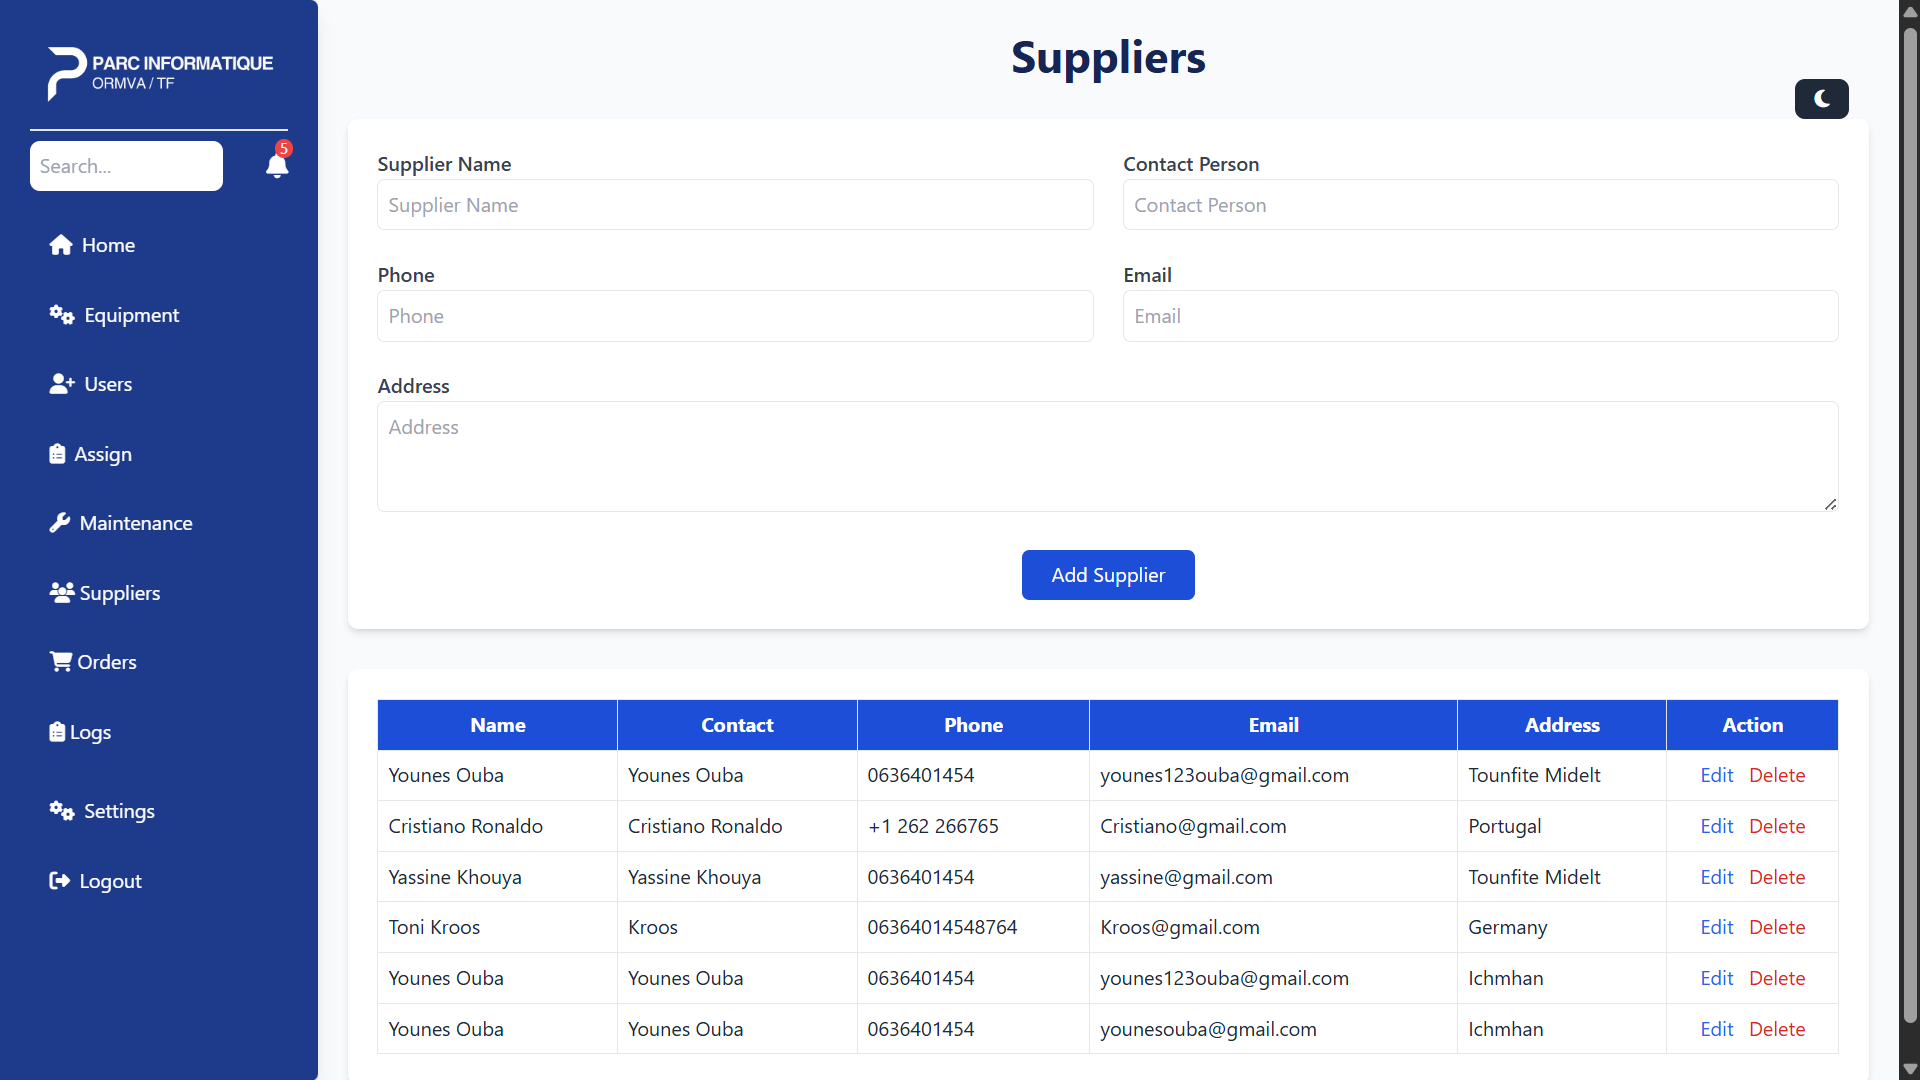 PARC INFORMATIQUE
ORMVA / TF
Search...
5
Home
Equipment
Users
Assign
Maintenance
Suppliers
Orders
Logs
Settings
Logout
Suppliers
Supplier Name
Contact Person
Supplier Name
Contact Person
Phone
Email
Phone
Email
Address
Address
Add Supplier
Name Contact Phone Email Address Action
Younes Ouba Younes Ouba 0636401454 younes123ouba@gmail.com Tounfite Midelt Edit Delete
Cristiano Ronaldo Cristiano Ronaldo +1 262 266765 Cristiano@gmail.com Portugal Edit Delete
Yassine Khouya Yassine Khouya 0636401454 yassine@gmail.com Tounfite Midelt Edit Delete
Toni Kroos Kroos 06364014548764 Kroos@gmail.com Germany Edit Delete
Younes Ouba Younes Ouba 0636401454 younes123ouba@gmail.com Ichmhan Edit Delete
Younes Ouba Younes Ouba 0636401454 younesouba@gmail.com Ichmhan Edit Delete